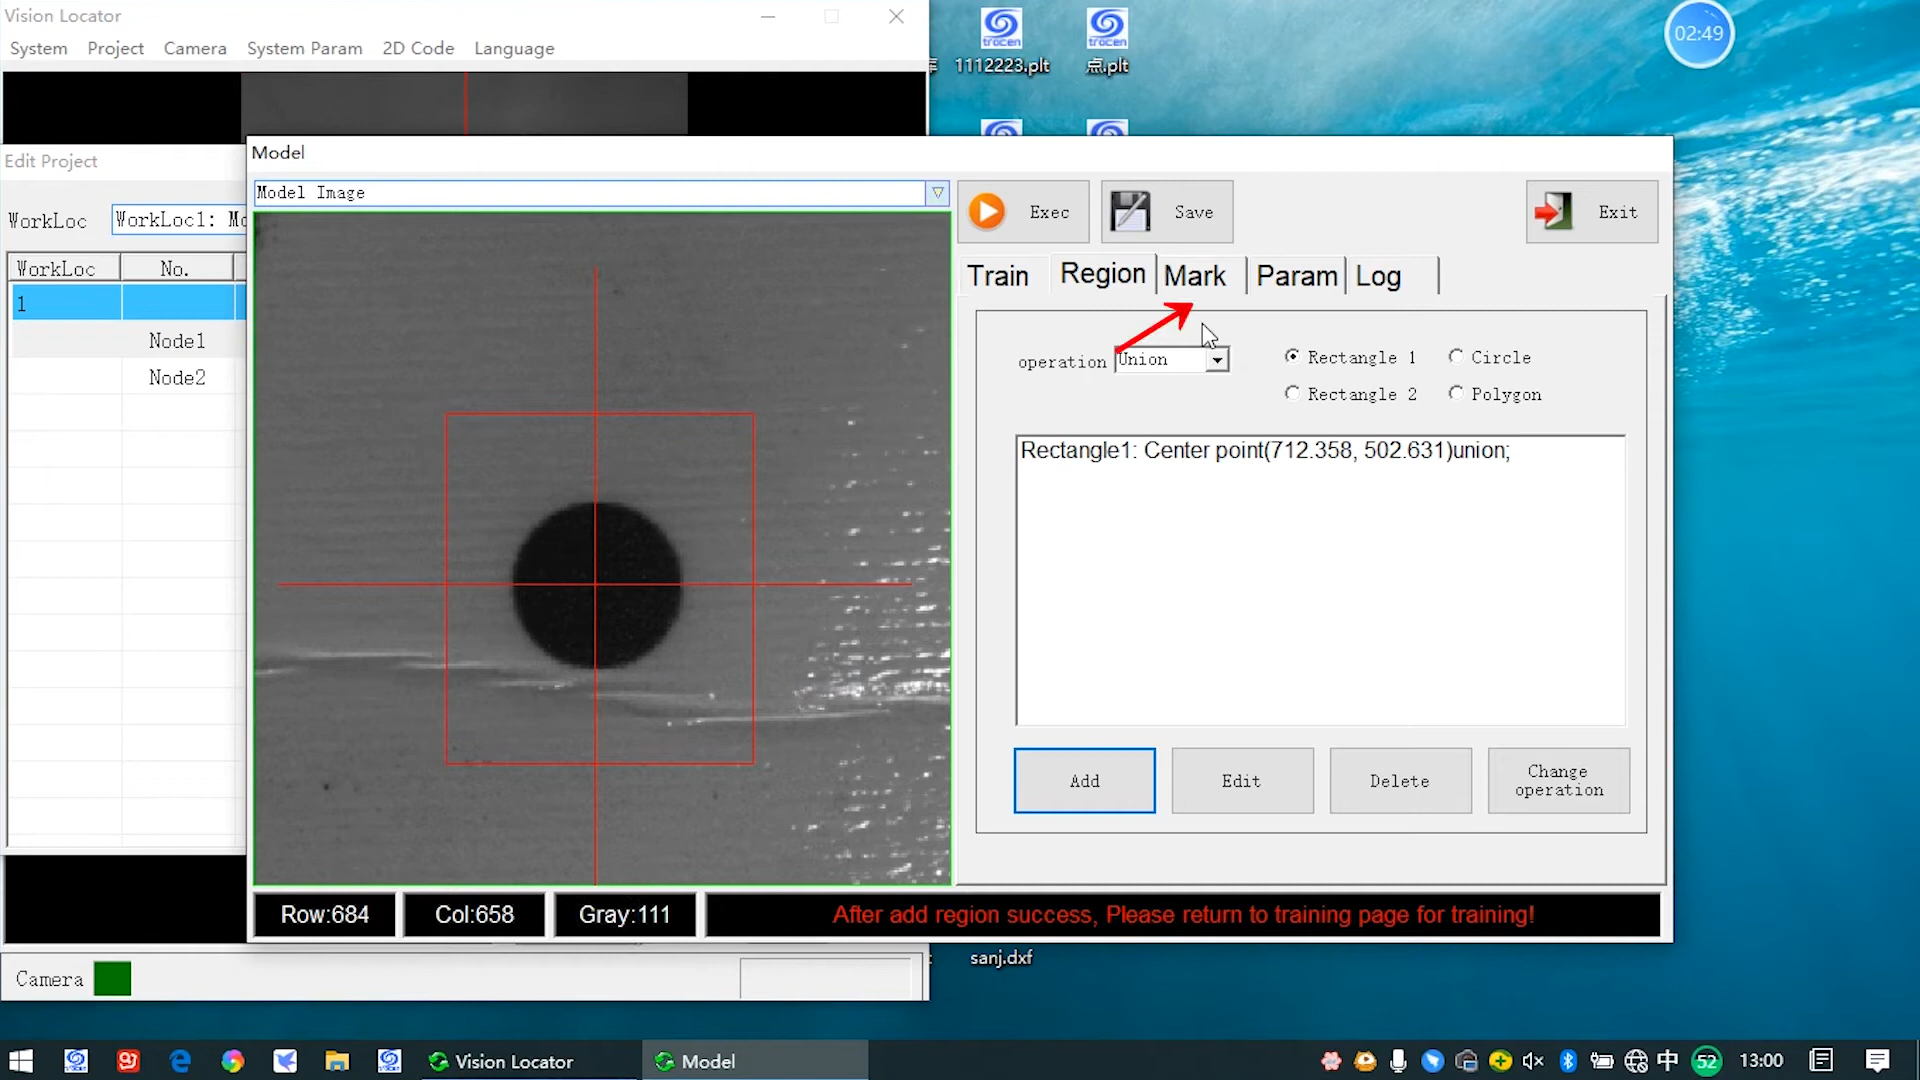 Vision Locator
System Project Camera System Param 2D Code Language
1112223.plt
点.plt
02:49
Edit Project
WorkLoc WorkLoc1: Mo
WorkLoc No.
1
Node1
Node2
Model
Model Image
Exec Save Exit
Train Region Mark Param Log
operation Union
Rectangle 1 Circle
Rectangle 2 Polygon
Rectangle1: Center point(712.358, 502.631)union;
Add Edit Delete Change operation
Row:684 Col:658 Gray:111 After add region success, Please return to training page for training!
sanj.dxf
Camera
Vision Locator Model 中 52 13:00